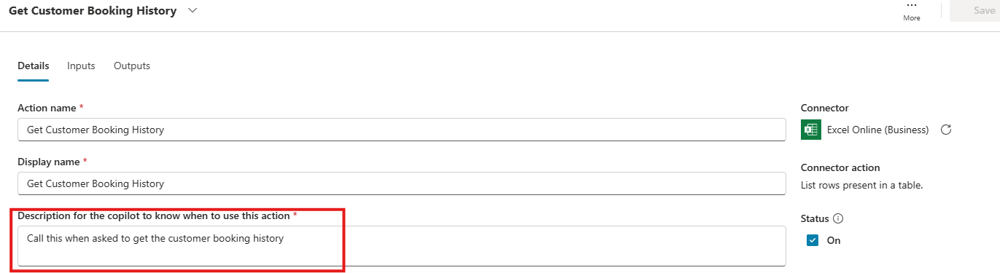 Get Customer Booking History
...
More
Save
Details Inputs Outputs
Action name *
Get Customer Booking History
Display name *
Get Customer Booking History
Description for the copilot to know when to use this action *
Call this when asked to get the customer booking history
Connector
Excel Online (Business)
Connector action
List rows present in a table.
Status
On